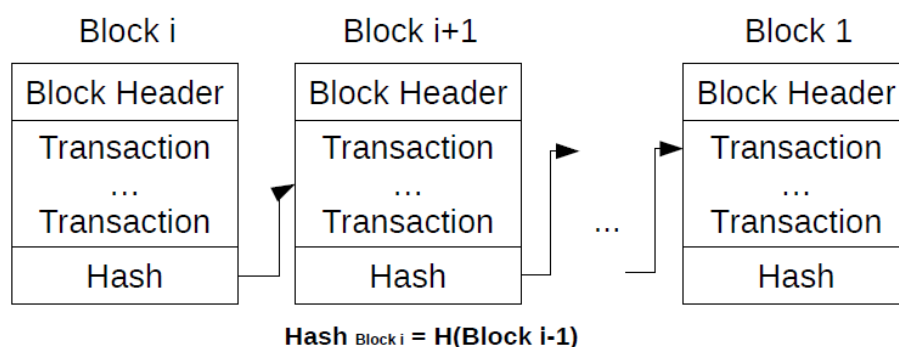 Block i
Block i+1
Block 1
Block Header
Block Header
Block Header
Transaction
Transaction
Transaction
...
...
...
Transaction
Transaction
...
Transaction
Hash
Hash
Hash
Hash Block i = H(Block i-1)